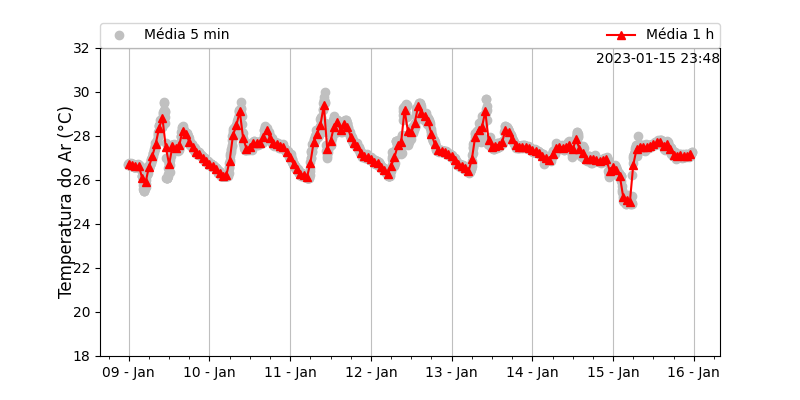 Média 5 min
Média 1 h
2023-01-15 23:48
Temperatura do Ar (°C)
32
30
28
26
24
22
20
18
09 - Jan
10 - Jan
11 - Jan
12 - Jan
13 - Jan
14 - Jan
15 - Jan
16 - Jan